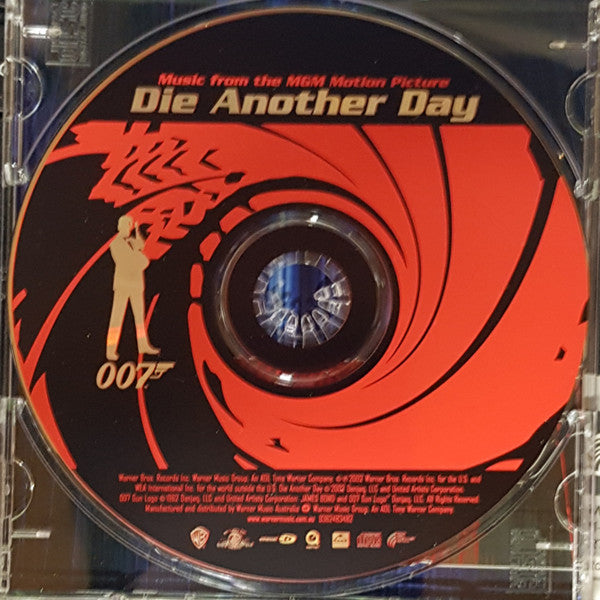 Music from the MGM Motion Picture
Die Another Day
007
Warner Bros. Records Inc. Warner Music Group. An AOL Time Warner Company. ℗ © 2002 Warner Bros. Records Inc. for the U.S. and
WEA International Inc. for the world outside the U.S. Die Another Day © 2002 Danjaq, LLC and United Artists Corporation.
007 Gun Logo © 1962 Danjaq, LLC and United Artists Corporation. JAMES BOND and 007 Gun Logo Danjaq, LLC. All Rights Reserved.
Manufactured and distributed by Warner Music Australia Warner Music Group. An AOL Time Warner Company.
www.warnermusic.com.au 9362483482